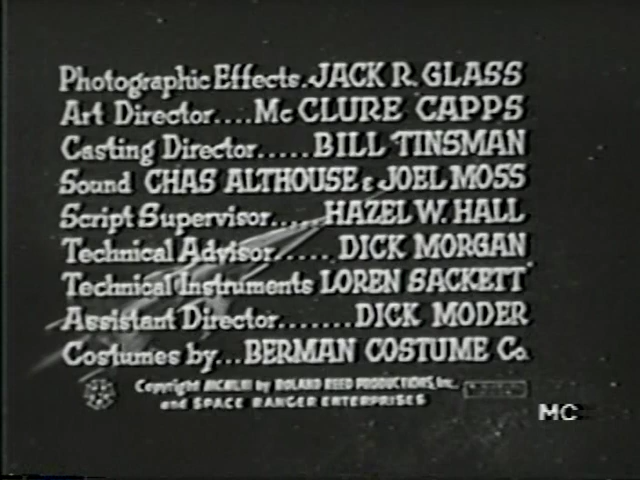 Photographic Effects..JACK R. GLASS
Art Director....Mc CLURE CAPPS
Casting Director.....BILL TINSMAN
Sound CHAS ALTHOUSE & JOEL MOSS
Script Supervisor.....HAZEL W. HALL
Technical Advisor..... DICK MORGAN
Technical Instruments LOREN SACKETT
Assistant Director.......DICK MODER
Costumes by...BERMAN COSTUME Co.
Copyright by ROLAND REED PRODUCTIONS, Inc.
and SPACE RANGER ENTERPRISES
MC